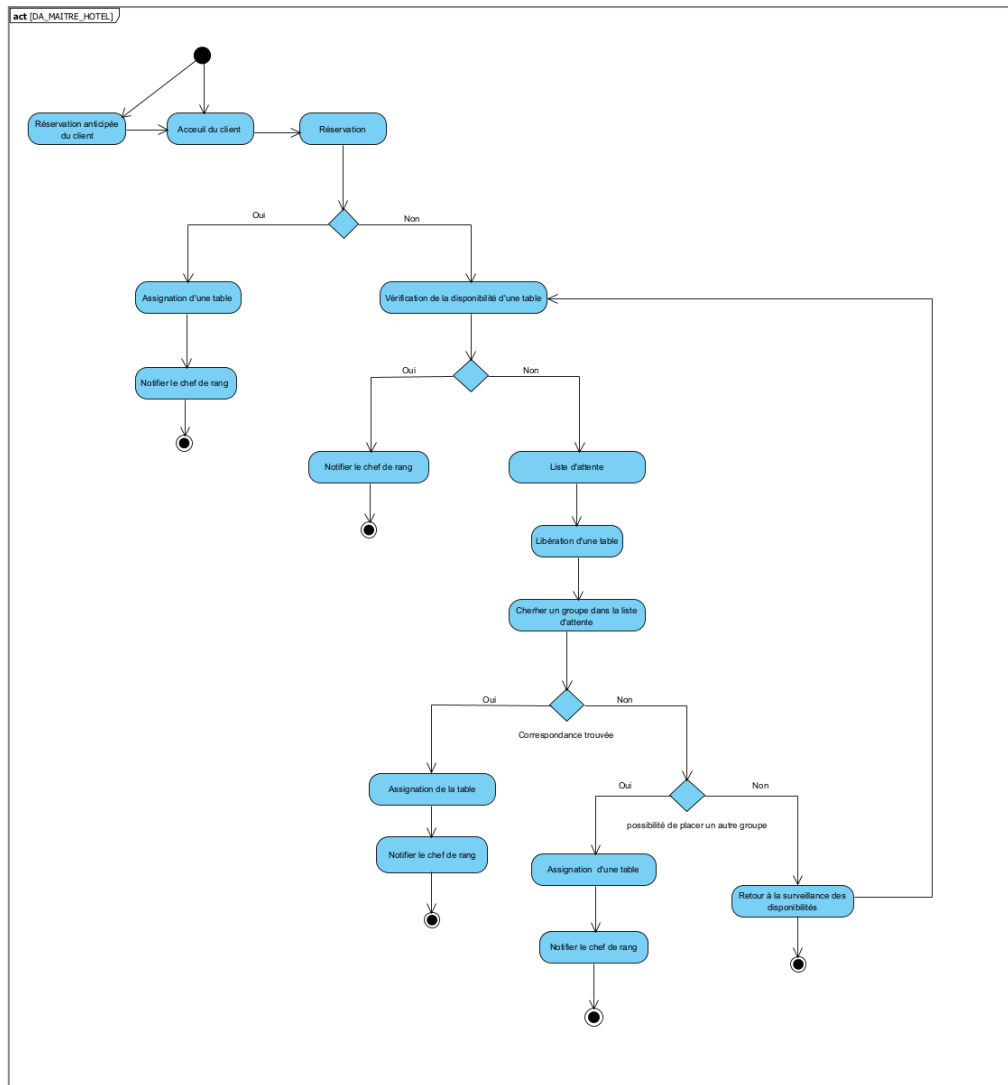 act [DA_MAITRE_HOTEL]
Réservation anticipée
du client
Acœuil du client
Réservation
Oui
Non
Assignation d'une table
Vérification de la disponibilité d'une table
Notifier le chef de rang
Oui
Non
Notifier le chef de rang
Liste d'attente
Libération d'une table
Cherher un groupe dans la liste
d'attente
Oui
Non
Correspondance trouvée
Assignation de la table
Oui
Non
possibilité de placer un autre groupe
Notifier le chef de rang
Assignation d'une table
Retour à la surveillance des
disponibilités
Notifier le chef de rang